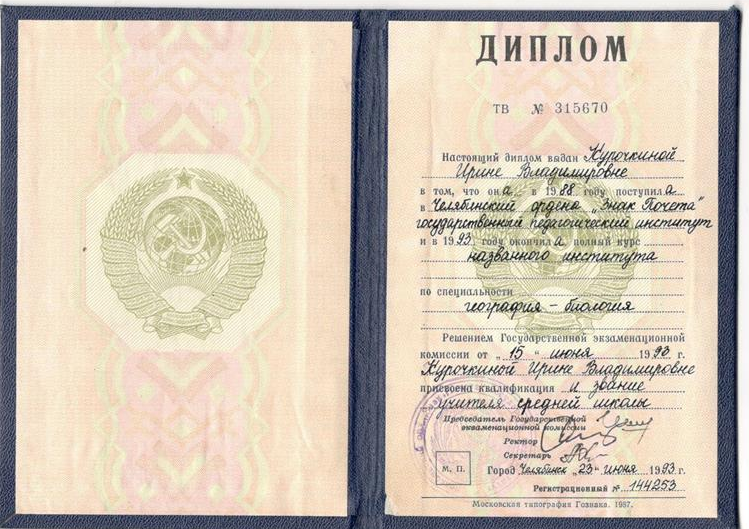 ДИПЛОМ
ТВ № 315670
Настоящий диплом выдан Курочкиной
Ирине Владимировне
в том, что она в 1988 году поступила
в Челябинский ордена „Знак Почета"
государственный педагогический институт
и в 1993 году окончила полный курс
названного института
по специальности
география – биология
Решением Государственной экзаменационной
комиссии от „15" июня 1993 г.
Курочкиной Ирине Владимировне
присвоена квалификация и звание
учителя средней школы
Председатель Государственной
экзаменационной комиссии
Ректор
Секретарь
М. П.
Город Челябинск „23" июня 1993 г.
Регистрационный № 144253
Московская типография Гознака. 1987.